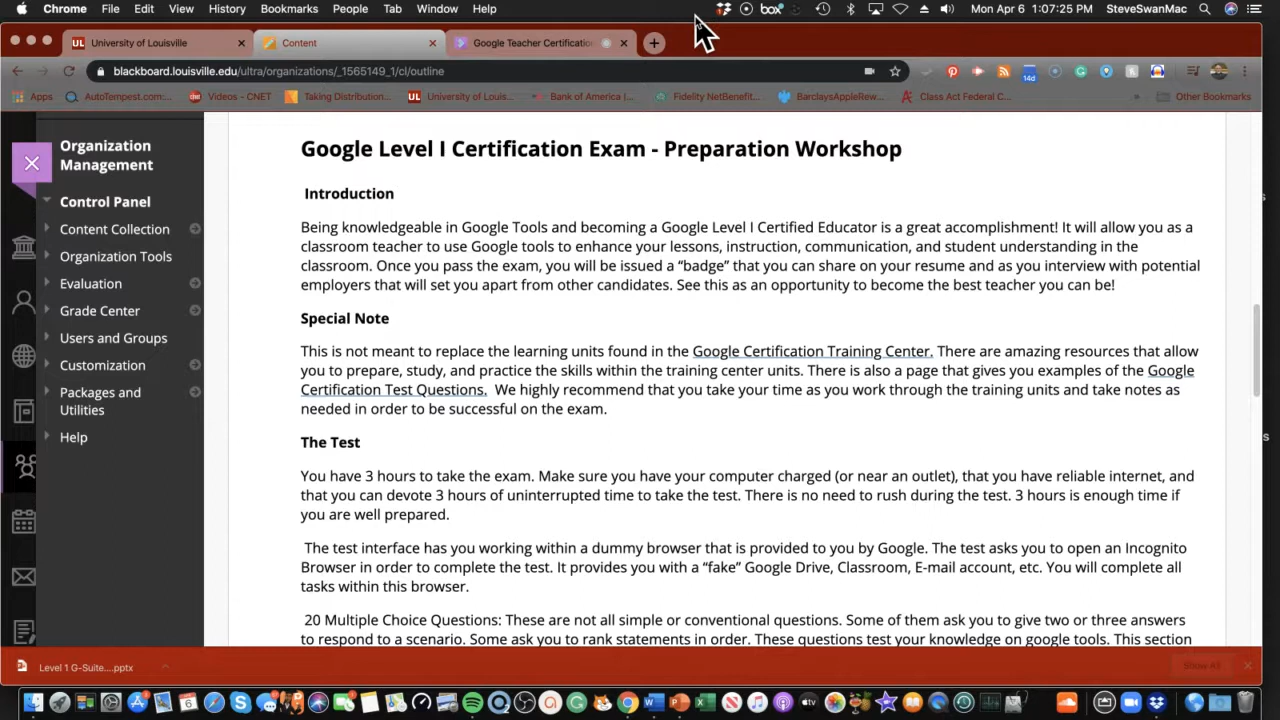 Chrome File Edit View History Bookmarks People Tab Window Help box Mon Apr 6 1:07:25 PM SteveSwanMac
UL University of Louisville Content Google Teacher Certification
blackboard.louisville.edu/ultra/organizations/_1565149_1/cl/outline 14d
Apps AutoTempest.com:... Videos - CNET Taking Distribution... UL University of Louis... Bank of America |... Fidelity NetBenefit... BarclaysAppleRew... Class Act Federal C... » Other Bookmarks
Organization
Management
Control Panel
Content Collection
Organization Tools
Evaluation
Grade Center
Users and Groups
Customization
Packages and
Utilities
Help
Google Level I Certification Exam - Preparation Workshop
Introduction
Being knowledgeable in Google Tools and becoming a Google Level I Certified Educator is a great accomplishment! It will allow you as a
classroom teacher to use Google tools to enhance your lessons, instruction, communication, and student understanding in the
classroom. Once you pass the exam, you will be issued a “badge” that you can share on your resume and as you interview with potential
employers that will set you apart from other candidates. See this as an opportunity to become the best teacher you can be!
Special Note
This is not meant to replace the learning units found in the Google Certification Training Center. There are amazing resources that allow
you to prepare, study, and practice the skills within the training center units. There is also a page that gives you examples of the Google
Certification Test Questions. We highly recommend that you take your time as you work through the training units and take notes as
needed in order to be successful on the exam.
The Test
You have 3 hours to take the exam. Make sure you have your computer charged (or near an outlet), that you have reliable internet, and
that you can devote 3 hours of uninterrupted time to take the test. There is no need to rush during the test. 3 hours is enough time if
you are well prepared.
The test interface has you working within a dummy browser that is provided to you by Google. The test asks you to open an Incognito
Browser in order to complete the test. It provides you with a “fake” Google Drive, Classroom, E-mail account, etc. You will complete all
tasks within this browser.
20 Multiple Choice Questions: These are not all simple or conventional questions. Some of them ask you to give two or three answers
to respond to a scenario. Some ask you to rank statements in order. These questions test your knowledge on google tools. This section
Level 1 G-Suite....pptx Show All